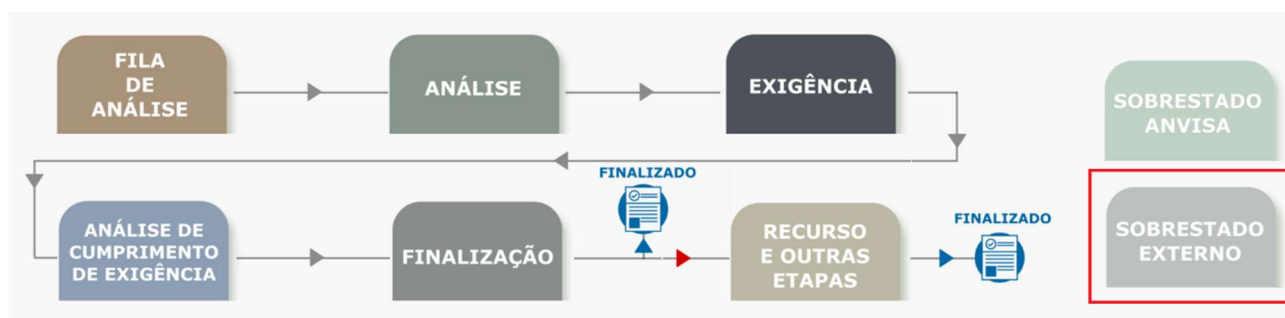 FILA
DE
ANÁLISE
ANÁLISE
EXIGÊNCIA
SOBRESTADO
ANVISA
ANÁLISE DE
CUMPRIMENTO
DE EXIGÊNCIA
FINALIZAÇÃO
FINALIZADO
RECURSO
E OUTRAS
ETAPAS
FINALIZADO
SOBRESTADO
EXTERNO